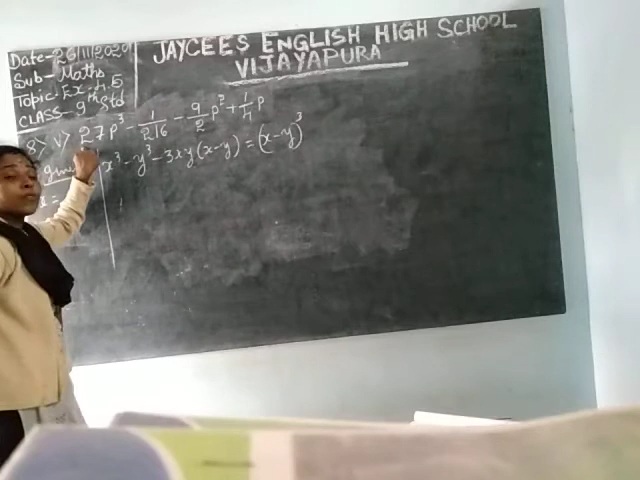 Date-26/11/2020
Sub- Maths
Topic-Ex-4.5
CLASS- 9th Std
JAYCEES ENGLISH HIGH SCHOOL
VIJAYAPURA
8> v> 27p³ - 1/216 - 9/2 p² + 1/4 p
x³ - y³ - 3xy(x-y) = (x-y)³